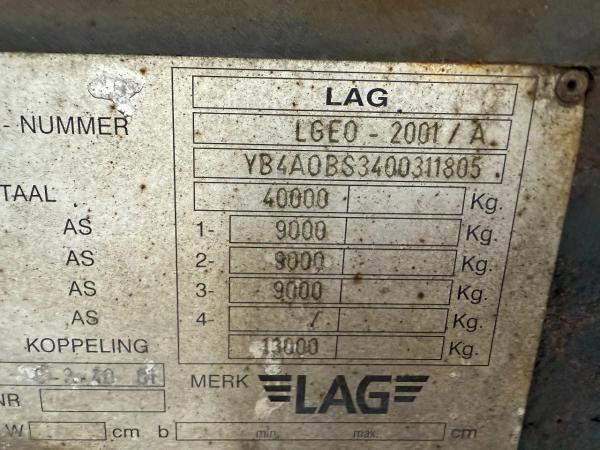 LAG
- NUMMER LGEO - 2001 / A
YB4A0BS3400311805
TAAL 40000 Kg.
AS 1- 9000 Kg.
AS 2- 9000 Kg.
AS 3- 9000 Kg.
AS 4- / Kg.
KOPPELING 13000 Kg.
MERK LAG
NR
W cm b min. max. cm